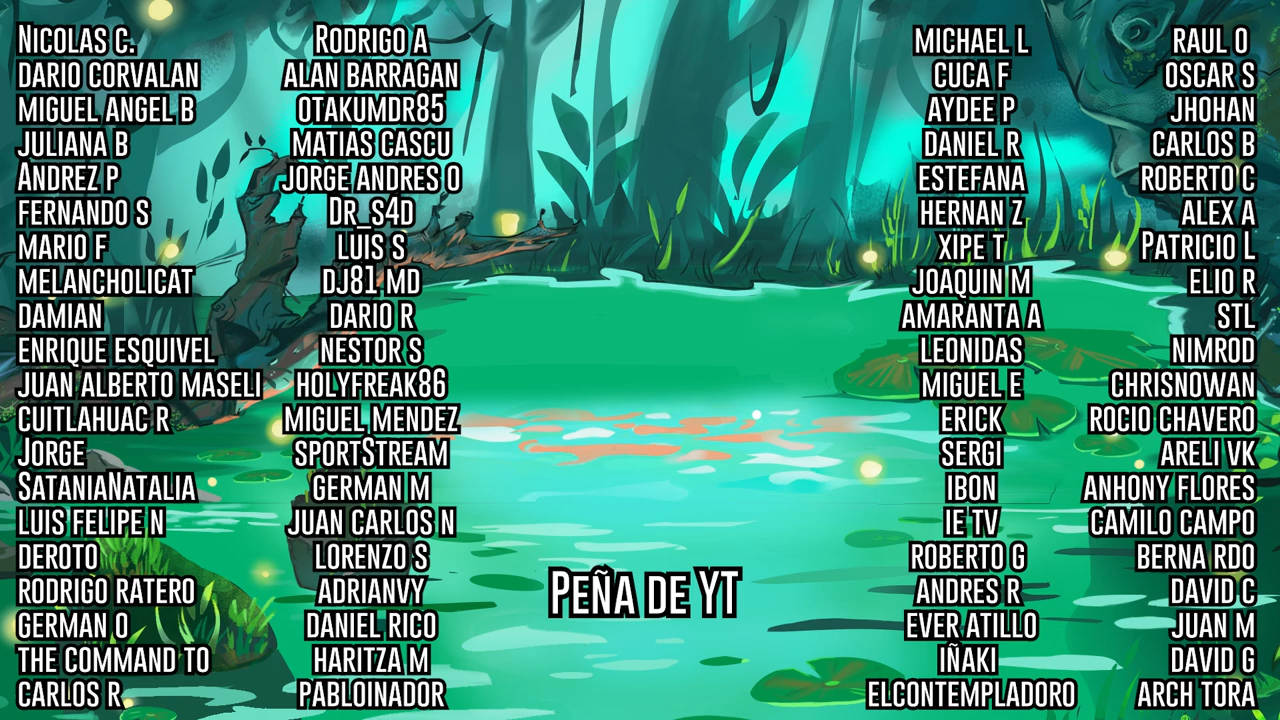 Nicolas C.
DARIO CORVALAN
MIGUEL ANGEL B
JULIANA B
ANDREZ P
FERNANDO S
MARIO F
MELANCHOLICAT
DAMIAN
ENRIQUE ESQUIVEL
JUAN ALBERTO MASELI
CUITLAHUAC R
Jorge
SataniaNatalia
LUIS FELIPE N
DEROTO
RODRIGO RATERO
GERMAN O
THE COMMAND TO
CARLOS R
Rodrigo A
ALAN BARRAGAN
OTAKUMDR85
MATIAS CASCU
JORGE ANDRES O
Dr_s4d
LUIS S
DJ81 MD
DARIO R
NESTOR S
HOLYFREAK86
MIGUEL MENDEZ
SPORTSTREAM
GERMAN M
JUAN CARLOS N
LORENZO S
ADRIANVY
DANIEL RICO
HARITZA M
PABLOINADOR
Peña de YT
MICHAEL L
CUCA F
AYDEE P
DANIEL R
ESTEFANA
HERNAN Z
XIPE T
JOAQUIN M
AMARANTA A
LEONIDAS
MIGUEL E
ERICK
SERGI
IBON
IE TV
ROBERTO G
ANDRES R
EVER ATILLO
IÑAKI
ELCONTEMPLADORO
RAUL O
OSCAR S
JHOHAN
CARLOS B
ROBERTO C
ALEX A
Patricio L
ELIO R
STL
NIMROD
CHRISNOWAN
ROCIO CHAVERO
ARELI VK
ANHONY FLORES
CAMILO CAMPO
BERNA RDO
DAVID C
JUAN M
DAVID G
ARCH TORA